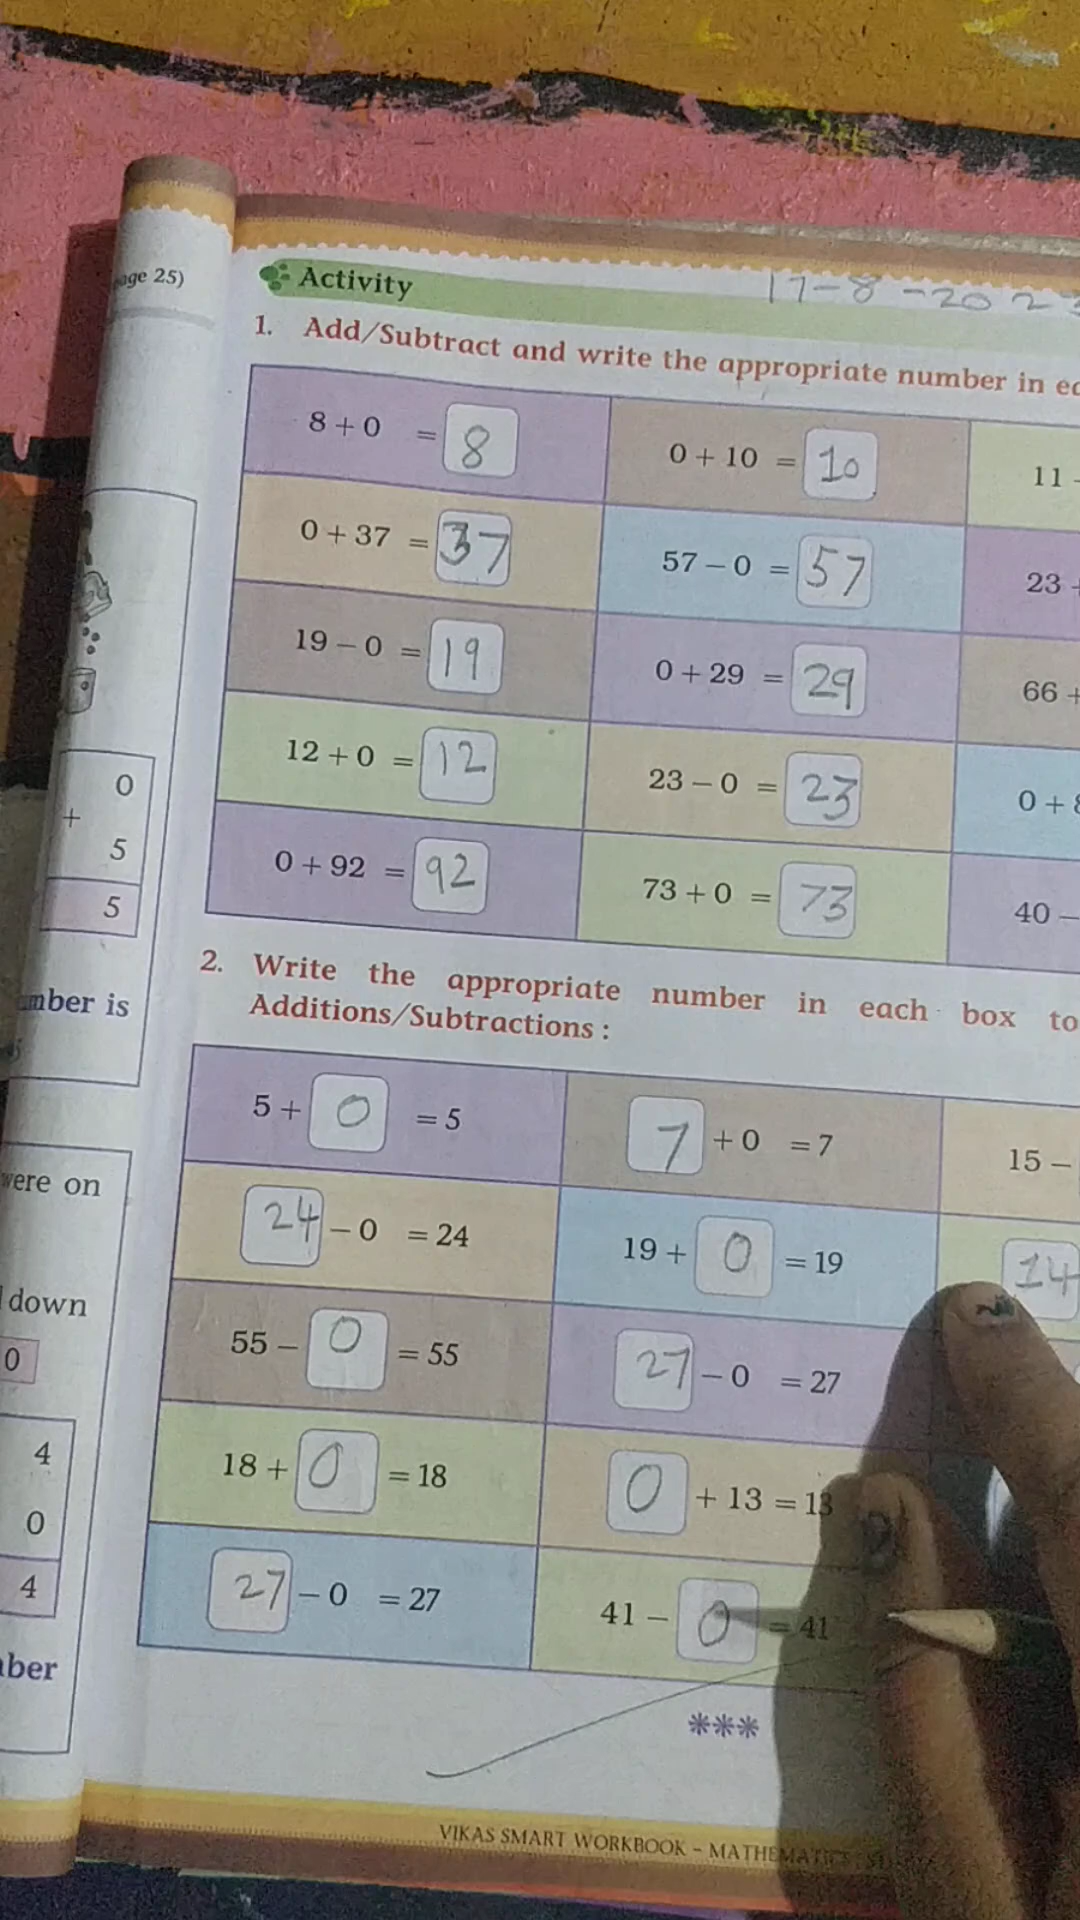 Activity
17-8-202
1. Add/Subtract and write the appropriate number in
8 + 0 = 8
0 + 10 = 10
11 -
0 + 37 = 37
57 - 0 = 57
23 +
19 - 0 = 19
0 + 29 = 29
66 +
12 + 0 = 12
23 - 0 = 23
0 + 8
0 + 92 = 92
73 + 0 = 73
40 -
2. Write the appropriate number in each box to
Additions/Subtractions :
5 + 0 = 5
7 + 0 = 7
15 -
24 - 0 = 24
19 + 0 = 19
14
55 - 0 = 55
27 - 0 = 27
18 + 0 = 18
0 + 13 = 13
27 - 0 = 27
41 - 0 = 41
***
VIKAS SMART WORKBOOK - MATHEMATICS
25)
0
+
5
5
is
were on
down
0
4
0
4